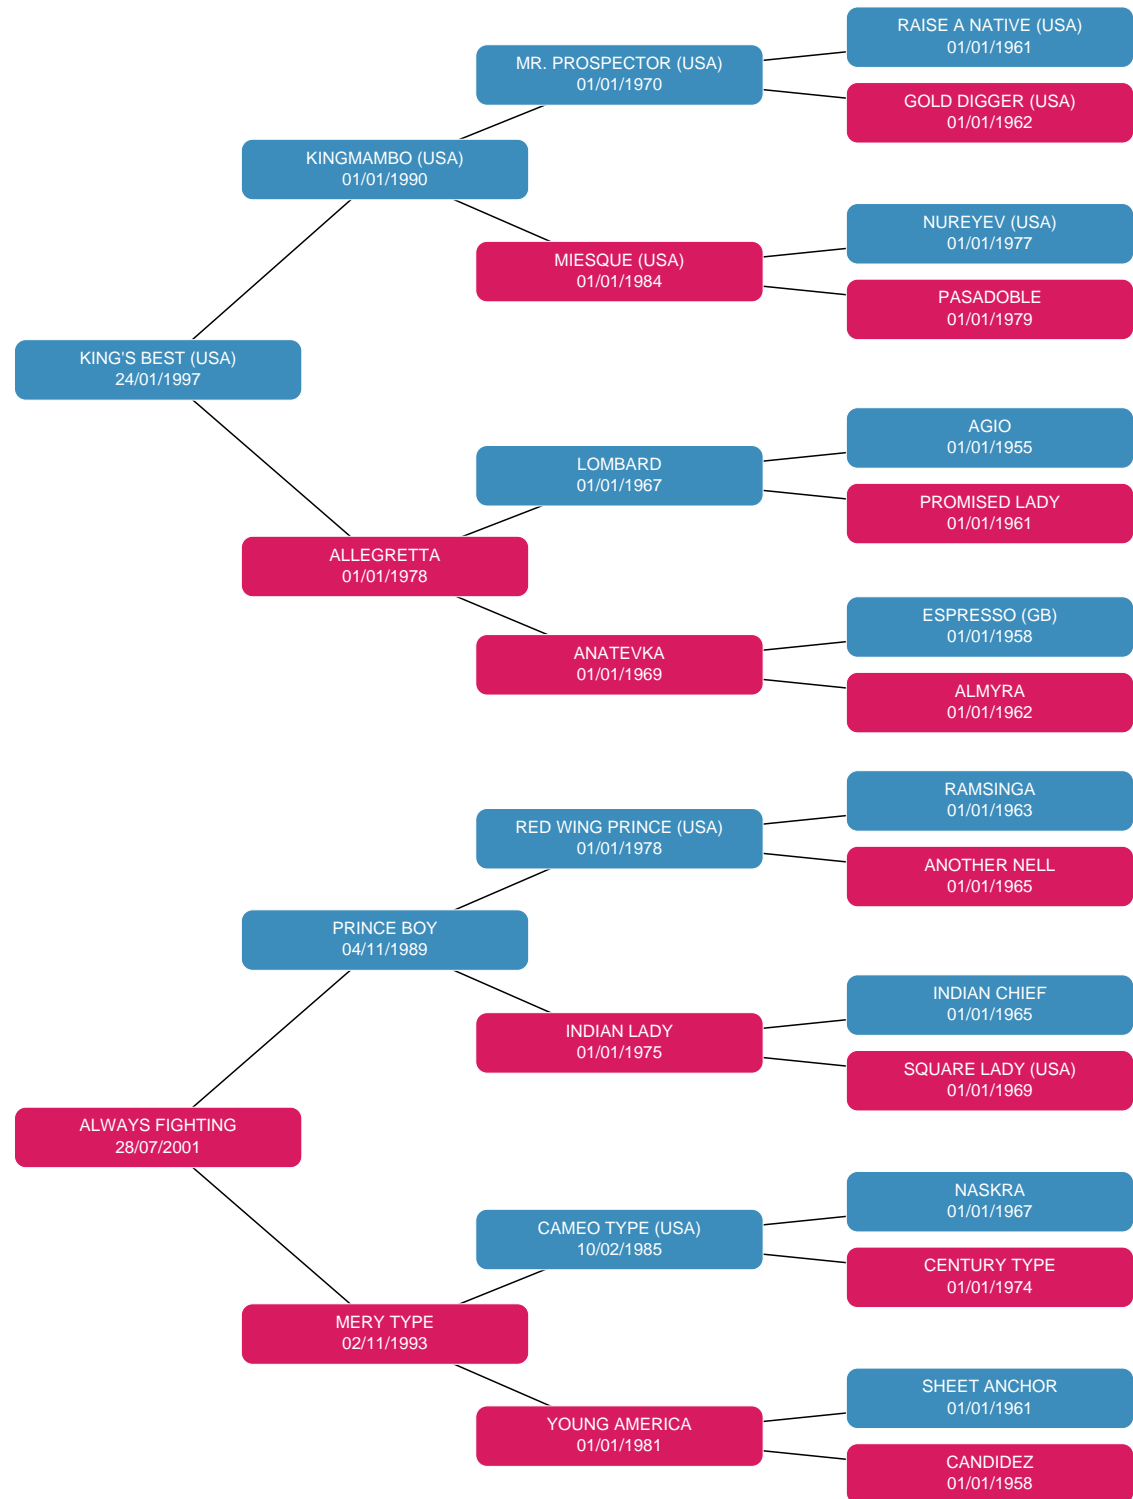 RAISE A NATIVE (USA)
01/01/1961
MR. PROSPECTOR (USA)
01/01/1970
GOLD DIGGER (USA)
01/01/1962
KINGMAMBO (USA)
01/01/1990
NUREYEV (USA)
01/01/1977
MIESQUE (USA)
01/01/1984
PASADOBLE
01/01/1979
KING'S BEST (USA)
24/01/1997
AGIO
01/01/1955
LOMBARD
01/01/1967
PROMISED LADY
01/01/1961
ALLEGRETTA
01/01/1978
ESPRESSO (GB)
01/01/1958
ANATEVKA
01/01/1969
ALMYRA
01/01/1962
RAMSINGA
01/01/1963
RED WING PRINCE (USA)
01/01/1978
ANOTHER NELL
01/01/1965
PRINCE BOY
04/11/1989
INDIAN CHIEF
01/01/1965
INDIAN LADY
01/01/1975
SQUARE LADY (USA)
01/01/1969
ALWAYS FIGHTING
28/07/2001
NASKRA
01/01/1967
CAMEO TYPE (USA)
10/02/1985
CENTURY TYPE
01/01/1974
MERY TYPE
02/11/1993
SHEET ANCHOR
01/01/1961
YOUNG AMERICA
01/01/1981
CANDIDEZ
01/01/1958